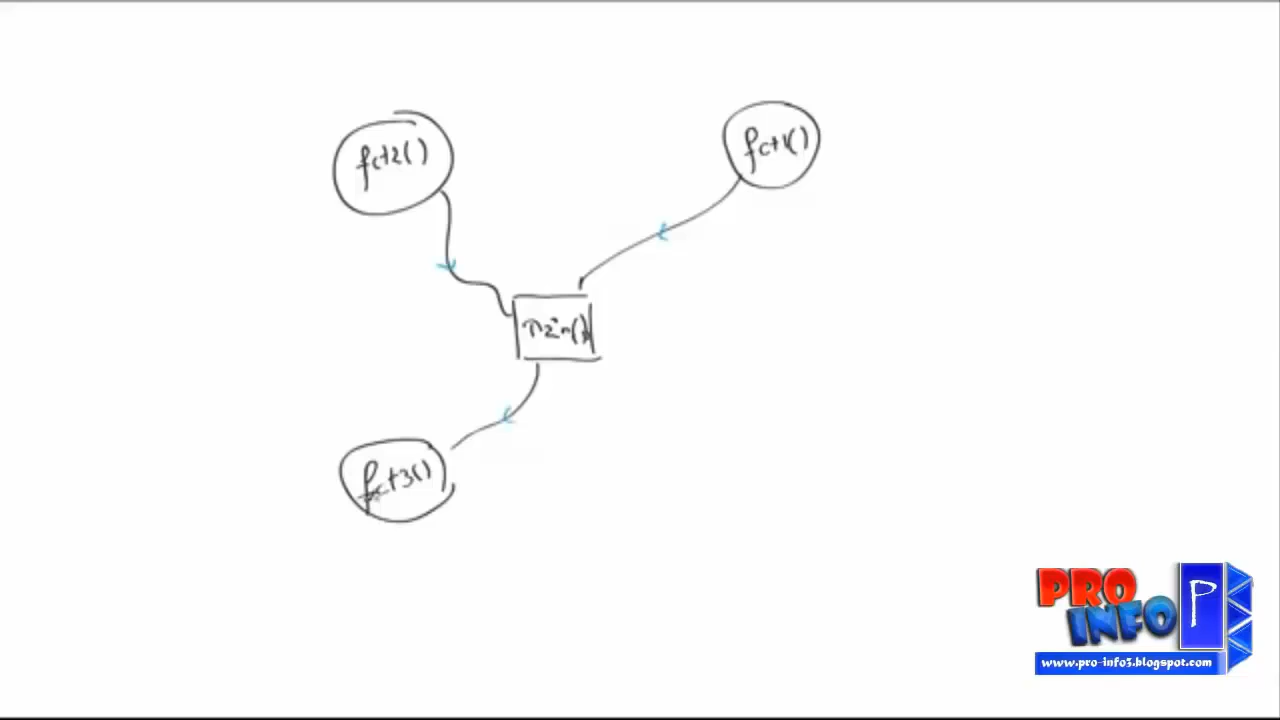 fct2()
fct1()
main()
fct3()
PRO
INFO
P
www.pro-info3.blogspot.com